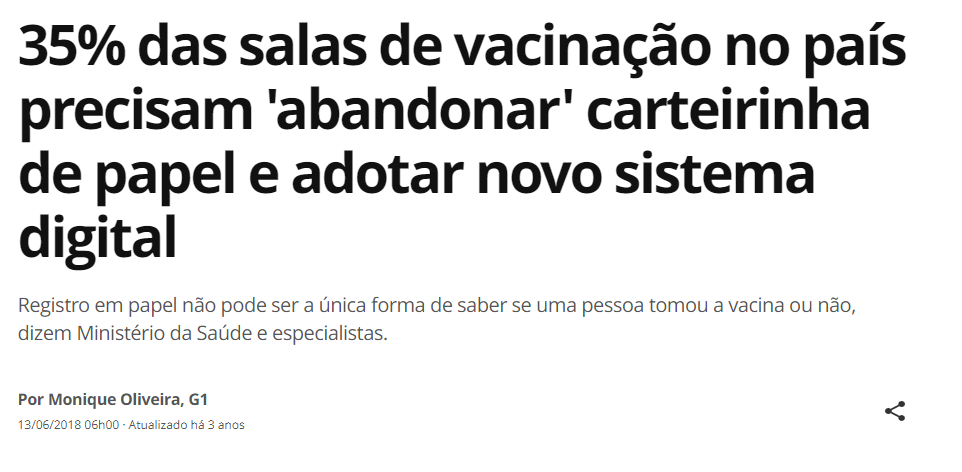 35% das salas de vacinação no país
precisam 'abandonar' carteirinha
de papel e adotar novo sistema
digital
Registro em papel não pode ser a única forma de saber se uma pessoa tomou a vacina ou não,
dizem Ministério da Saúde e especialistas.
Por Monique Oliveira, G1
13/06/2018 06h00 · Atualizado há 3 anos